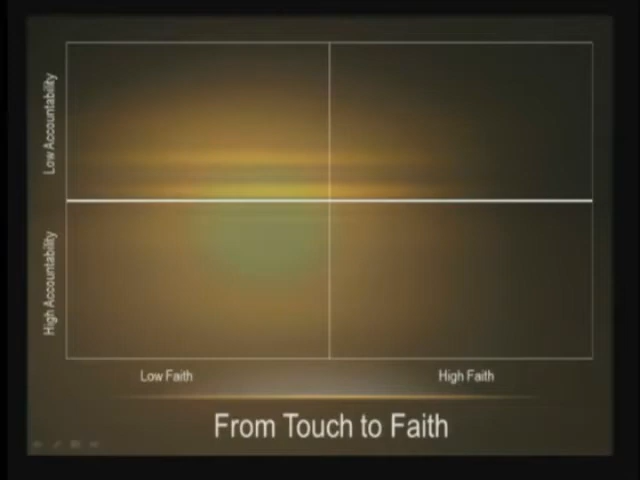 Low Accountability
High Accountability
Low Faith
High Faith
From Touch to Faith